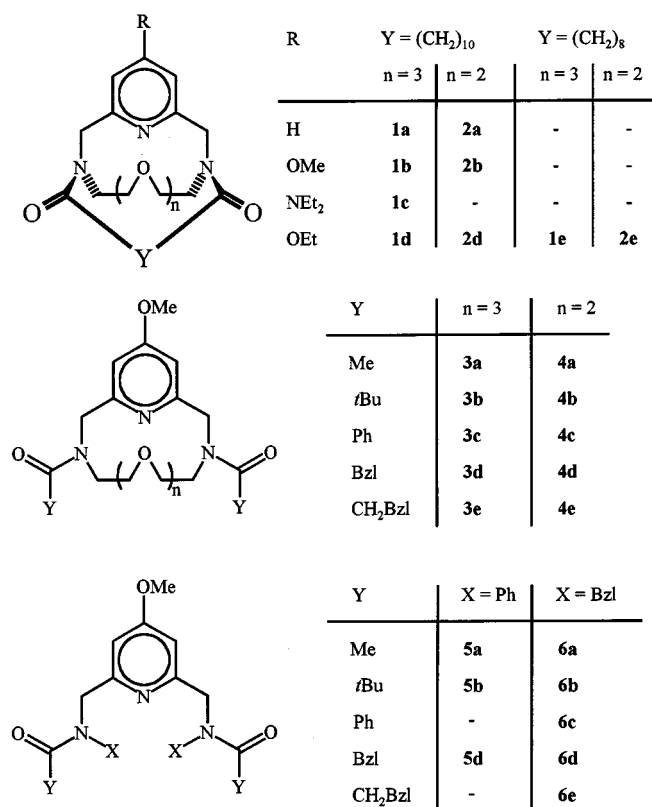 R Y = (CH2)10 Y = (CH2)8
n = 3 n = 2 n = 3 n = 2
H 1a 2a - -
OMe 1b 2b - -
NEt2 1c - - -
OEt 1d 2d 1e 2e
R
N
N O N
n
O O
Y
Y n = 3 n = 2
Me 3a 4a
tBu 3b 4b
Ph 3c 4c
Bzl 3d 4d
CH2Bzl 3e 4e
OMe
N
O N O N O
n
Y Y
Y X = Ph X = Bzl
Me 5a 6a
tBu 5b 6b
Ph - 6c
Bzl 5d 6d
CH2Bzl - 6e
OMe
N
O N N O
X X
Y Y